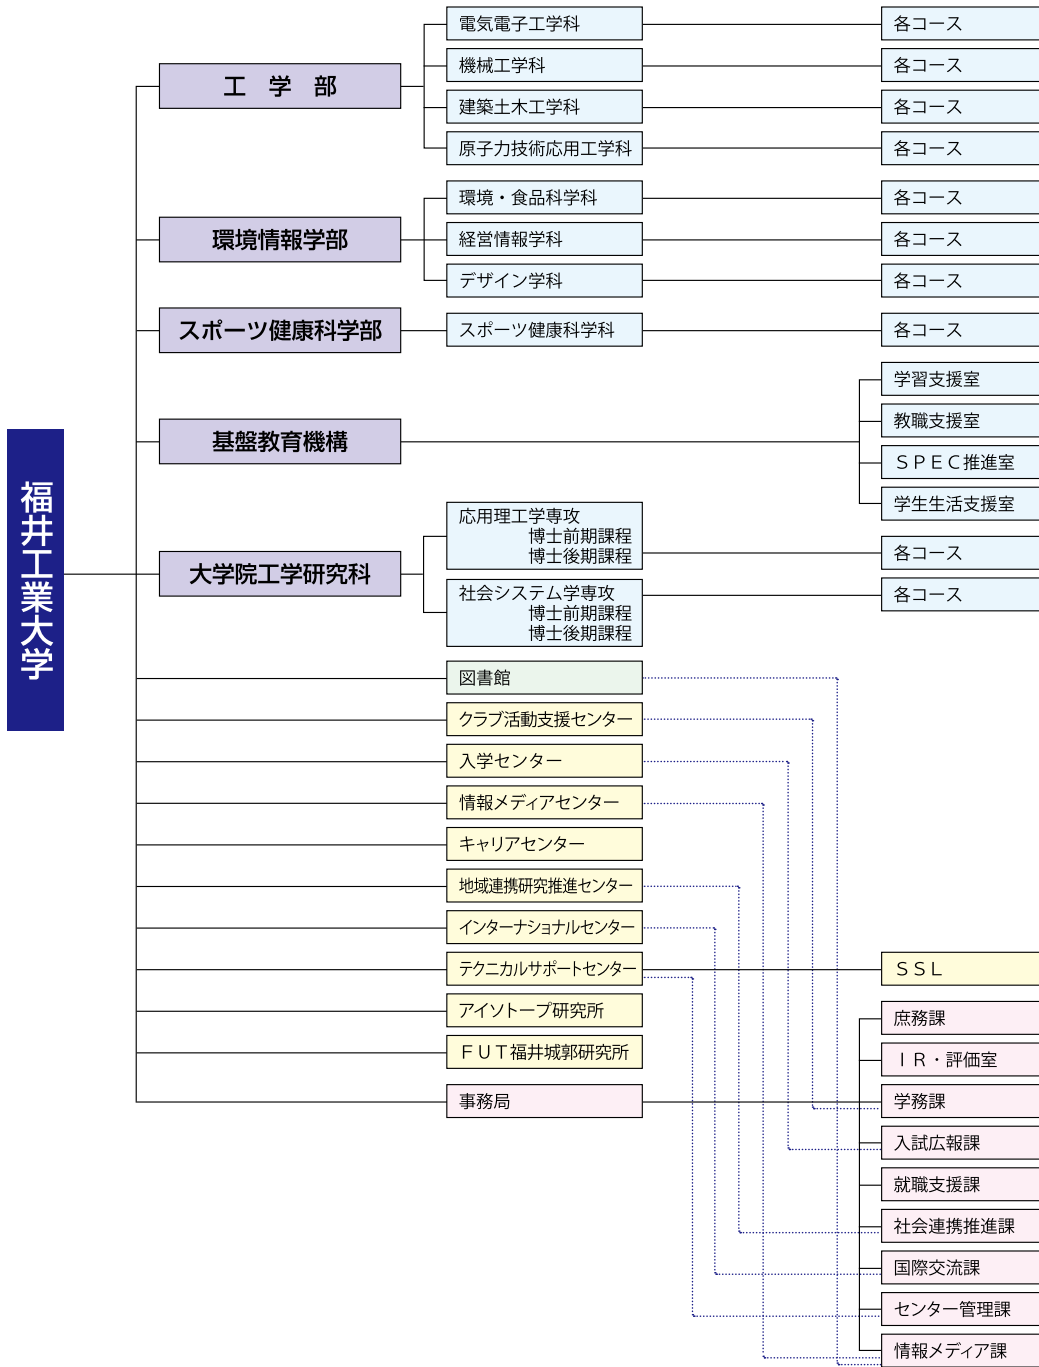 福井工業大学
工　学　部
電気電子工学科
各コース
機械工学科
各コース
建築土木工学科
各コース
原子力技術応用工学科
各コース
環境情報学部
環境・食品科学科
各コース
経営情報学科
各コース
デザイン学科
各コース
スポーツ健康科学部
スポーツ健康科学科
各コース
基盤教育機構
学習支援室
教職支援室
ＳＰＥＣ推進室
学生生活支援室
大学院工学研究科
応用理工学専攻
博士前期課程
博士後期課程
各コース
社会システム学専攻
博士前期課程
博士後期課程
各コース
図書館
クラブ活動支援センター
入学センター
情報メディアセンター
キャリアセンター
地域連携研究推進センター
インターナショナルセンター
テクニカルサポートセンター
ＳＳＬ
アイソトープ研究所
ＦＵＴ福井城郭研究所
事務局
庶務課
ＩＲ・評価室
学務課
入試広報課
就職支援課
社会連携推進課
国際交流課
センター管理課
情報メディア課